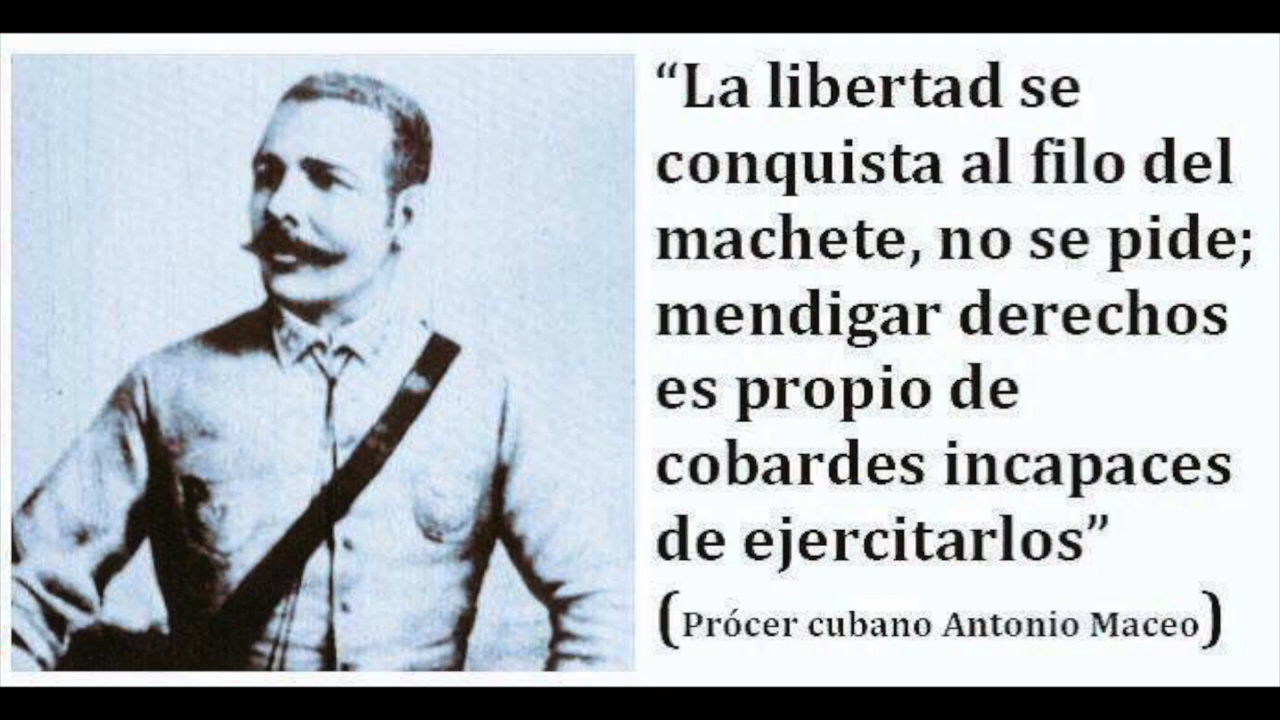 “La libertad se
conquista al filo del
machete, no se pide;
mendigar derechos
es propio de
cobardes incapaces
de ejercitarlos”
(Prócer cubano Antonio Maceo)